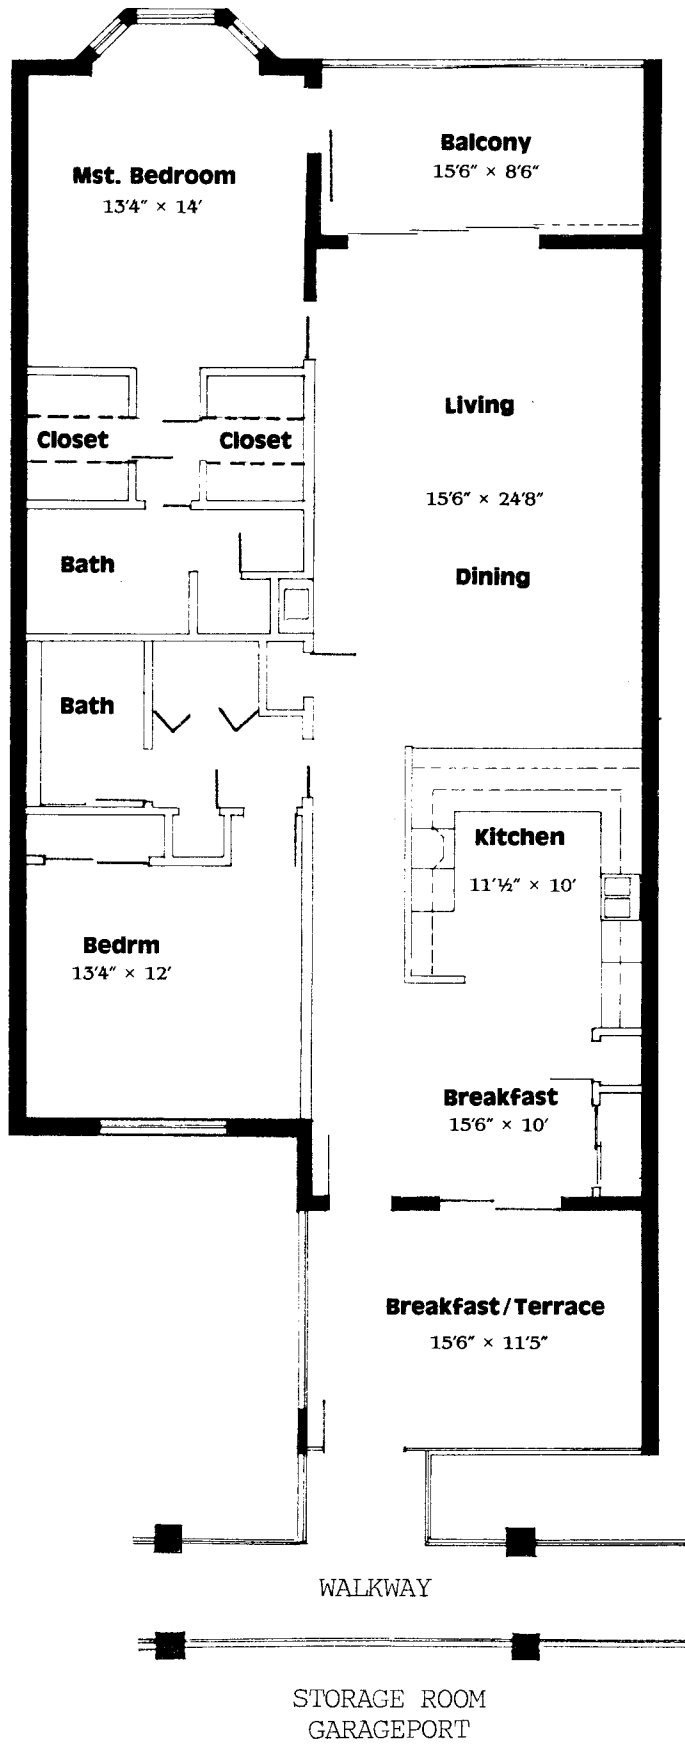 Balcony
15'6" × 8'6"
Mst. Bedroom
13'4" × 14'
Living
Closet
Closet
15'6" × 24'8"
Bath
Dining
Bath
Kitchen
11'½" × 10'
Bedrm
13'4" × 12'
Breakfast
15'6" × 10'
Breakfast/Terrace
15'6" × 11'5"
WALKWAY
STORAGE ROOM
GARAGEPORT